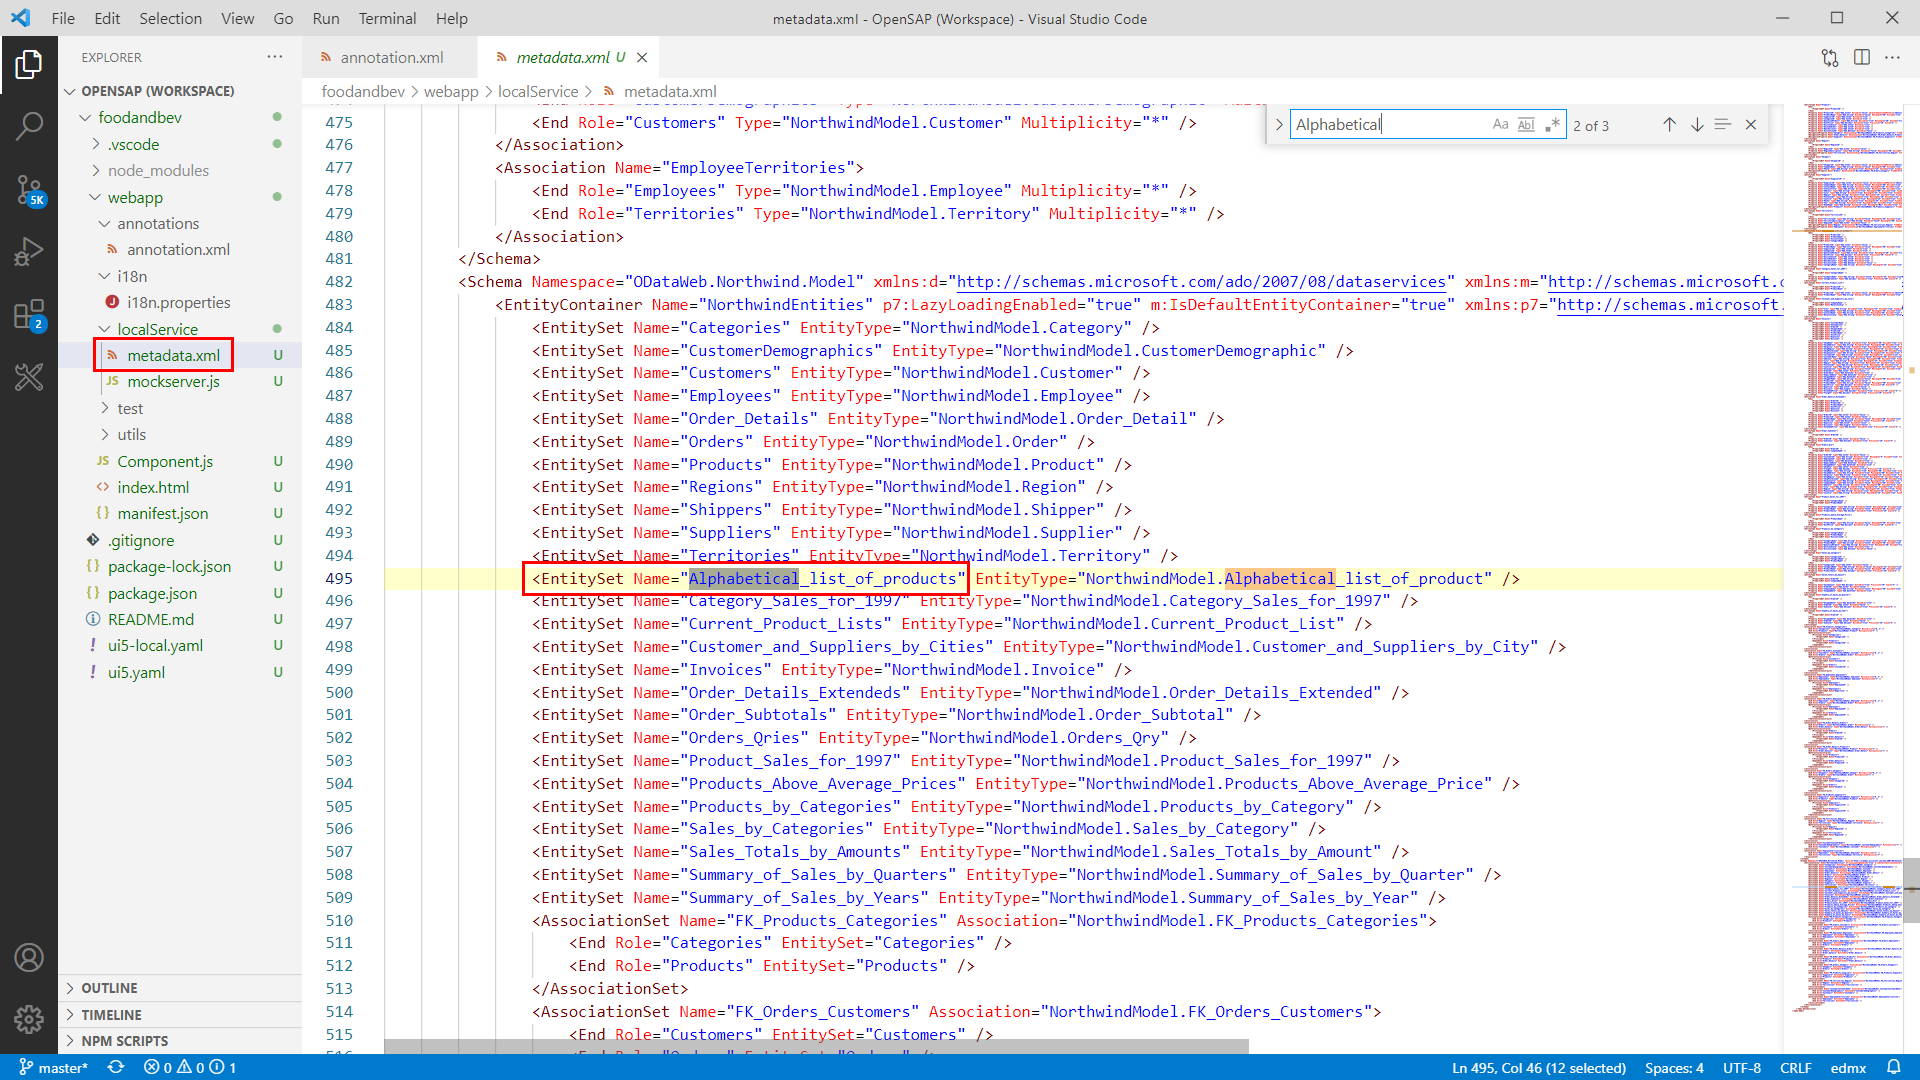 File Edit Selection View Go Run Terminal Help
metadata.xml - OpenSAP (Workspace) - Visual Studio Code
EXPLORER
annotation.xml
metadata.xml U
OPENSAP (WORKSPACE)
foodandbev
.vscode
node_modules
webapp
annotations
annotation.xml
i18n
i18n.properties
localService
metadata.xml U
JS mockserver.js U
test
utils
JS Component.js U
index.html U
manifest.json U
.gitignore U
package-lock.json U
package.json U
README.md U
ui5-local.yaml U
ui5.yaml U
OUTLINE
TIMELINE
NPM SCRIPTS
5K
2
foodandbev > webapp > localService > metadata.xml
Alphabetical
Aa Abl .*
2 of 3
475 <End Role="Customers" Type="NorthwindModel.Customer" Multiplicity="*" />
476 </Association>
477 <Association Name="EmployeeTerritories">
478 <End Role="Employees" Type="NorthwindModel.Employee" Multiplicity="*" />
479 <End Role="Territories" Type="NorthwindModel.Territory" Multiplicity="*" />
480 </Association>
481 </Schema>
482 <Schema Namespace="ODataWeb.Northwind.Model" xmlns:d="http://schemas.microsoft.com/ado/2007/08/dataservices" xmlns:m="http://schemas.microsoft.c
483 <EntityContainer Name="NorthwindEntities" p7:LazyLoadingEnabled="true" m:IsDefaultEntityContainer="true" xmlns:p7="http://schemas.microsoft.
484 <EntitySet Name="Categories" EntityType="NorthwindModel.Category" />
485 <EntitySet Name="CustomerDemographics" EntityType="NorthwindModel.CustomerDemographic" />
486 <EntitySet Name="Customers" EntityType="NorthwindModel.Customer" />
487 <EntitySet Name="Employees" EntityType="NorthwindModel.Employee" />
488 <EntitySet Name="Order_Details" EntityType="NorthwindModel.Order_Detail" />
489 <EntitySet Name="Orders" EntityType="NorthwindModel.Order" />
490 <EntitySet Name="Products" EntityType="NorthwindModel.Product" />
491 <EntitySet Name="Regions" EntityType="NorthwindModel.Region" />
492 <EntitySet Name="Shippers" EntityType="NorthwindModel.Shipper" />
493 <EntitySet Name="Suppliers" EntityType="NorthwindModel.Supplier" />
494 <EntitySet Name="Territories" EntityType="NorthwindModel.Territory" />
495 <EntitySet Name="Alphabetical_list_of_products" EntityType="NorthwindModel.Alphabetical_list_of_product" />
496 <EntitySet Name="Category_Sales_for_1997" EntityType="NorthwindModel.Category_Sales_for_1997" />
497 <EntitySet Name="Current_Product_Lists" EntityType="NorthwindModel.Current_Product_List" />
498 <EntitySet Name="Customer_and_Suppliers_by_Cities" EntityType="NorthwindModel.Customer_and_Suppliers_by_City" />
499 <EntitySet Name="Invoices" EntityType="NorthwindModel.Invoice" />
500 <EntitySet Name="Order_Details_Extendeds" EntityType="NorthwindModel.Order_Details_Extended" />
501 <EntitySet Name="Order_Subtotals" EntityType="NorthwindModel.Order_Subtotal" />
502 <EntitySet Name="Orders_Qries" EntityType="NorthwindModel.Orders_Qry" />
503 <EntitySet Name="Product_Sales_for_1997" EntityType="NorthwindModel.Product_Sales_for_1997" />
504 <EntitySet Name="Products_Above_Average_Prices" EntityType="NorthwindModel.Products_Above_Average_Price" />
505 <EntitySet Name="Products_by_Categories" EntityType="NorthwindModel.Products_by_Category" />
506 <EntitySet Name="Sales_by_Categories" EntityType="NorthwindModel.Sales_by_Category" />
507 <EntitySet Name="Sales_Totals_by_Amounts" EntityType="NorthwindModel.Sales_Totals_by_Amount" />
508 <EntitySet Name="Summary_of_Sales_by_Quarters" EntityType="NorthwindModel.Summary_of_Sales_by_Quarter" />
509 <EntitySet Name="Summary_of_Sales_by_Years" EntityType="NorthwindModel.Summary_of_Sales_by_Year" />
510 <AssociationSet Name="FK_Products_Categories" Association="NorthwindModel.FK_Products_Categories">
511 <End Role="Categories" EntitySet="Categories" />
512 <End Role="Products" EntitySet="Products" />
513 </AssociationSet>
514 <AssociationSet Name="FK_Orders_Customers" Association="NorthwindModel.FK_Orders_Customers">
515 <End Role="Customers" EntitySet="Customers" />
master* 0 0 1
Ln 495, Col 46 (12 selected) Spaces: 4 UTF-8 CRLF edmx